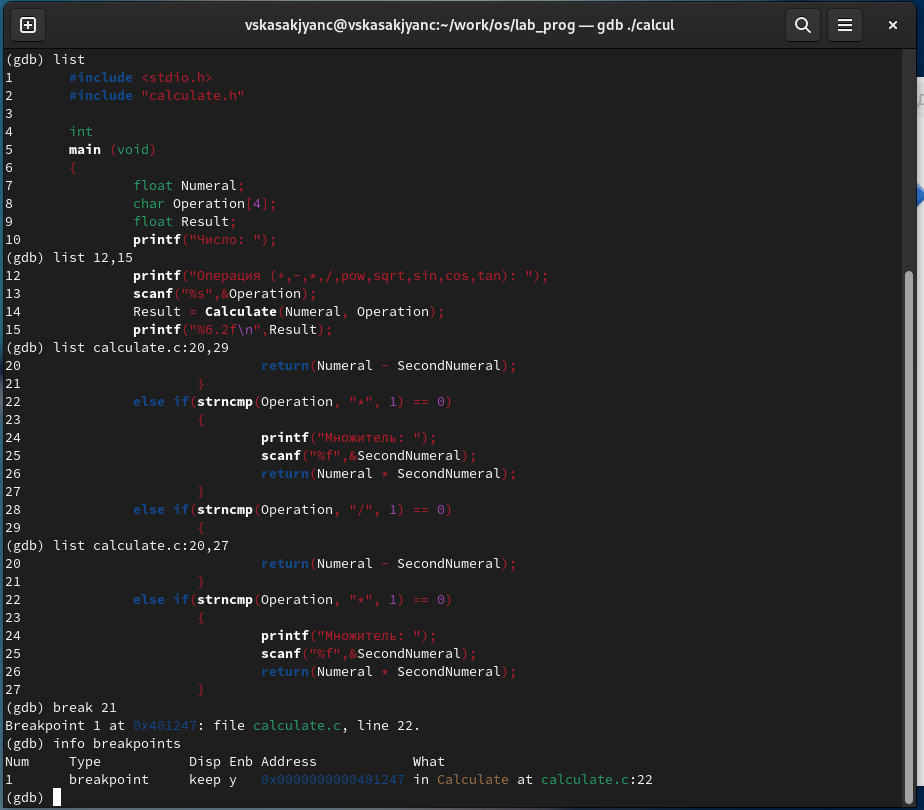 vskasakjyanc@vskasakjyanc:~/work/os/lab_prog — gdb ./calcul
(gdb) list
1       #include <stdio.h>
2       #include "calculate.h"
3
4       int
5       main (void)
6       {
7               float Numeral;
8               char Operation[4];
9               float Result;
10              printf("Число: ");
(gdb) list 12,15
12              printf("Операция (+,-,*,/,pow,sqrt,sin,cos,tan): ");
13              scanf("%s",&Operation);
14              Result = Calculate(Numeral, Operation);
15              printf("%6.2f\n",Result);
(gdb) list calculate.c:20,29
20                              return(Numeral - SecondNumeral);
21                      }
22              else if(strncmp(Operation, "*", 1) == 0)
23                      {
24                              printf("Множитель: ");
25                              scanf("%f",&SecondNumeral);
26                              return(Numeral * SecondNumeral);
27                      }
28              else if(strncmp(Operation, "/", 1) == 0)
29                      {
(gdb) list calculate.c:20,27
20                              return(Numeral - SecondNumeral);
21                      }
22              else if(strncmp(Operation, "*", 1) == 0)
23                      {
24                              printf("Множитель: ");
25                              scanf("%f",&SecondNumeral);
26                              return(Numeral * SecondNumeral);
27                      }
(gdb) break 21
Breakpoint 1 at 0x401247: file calculate.c, line 22.
(gdb) info breakpoints
Num     Type           Disp Enb Address            What
1       breakpoint     keep y   0x0000000000401247 in Calculate at calculate.c:22
(gdb)